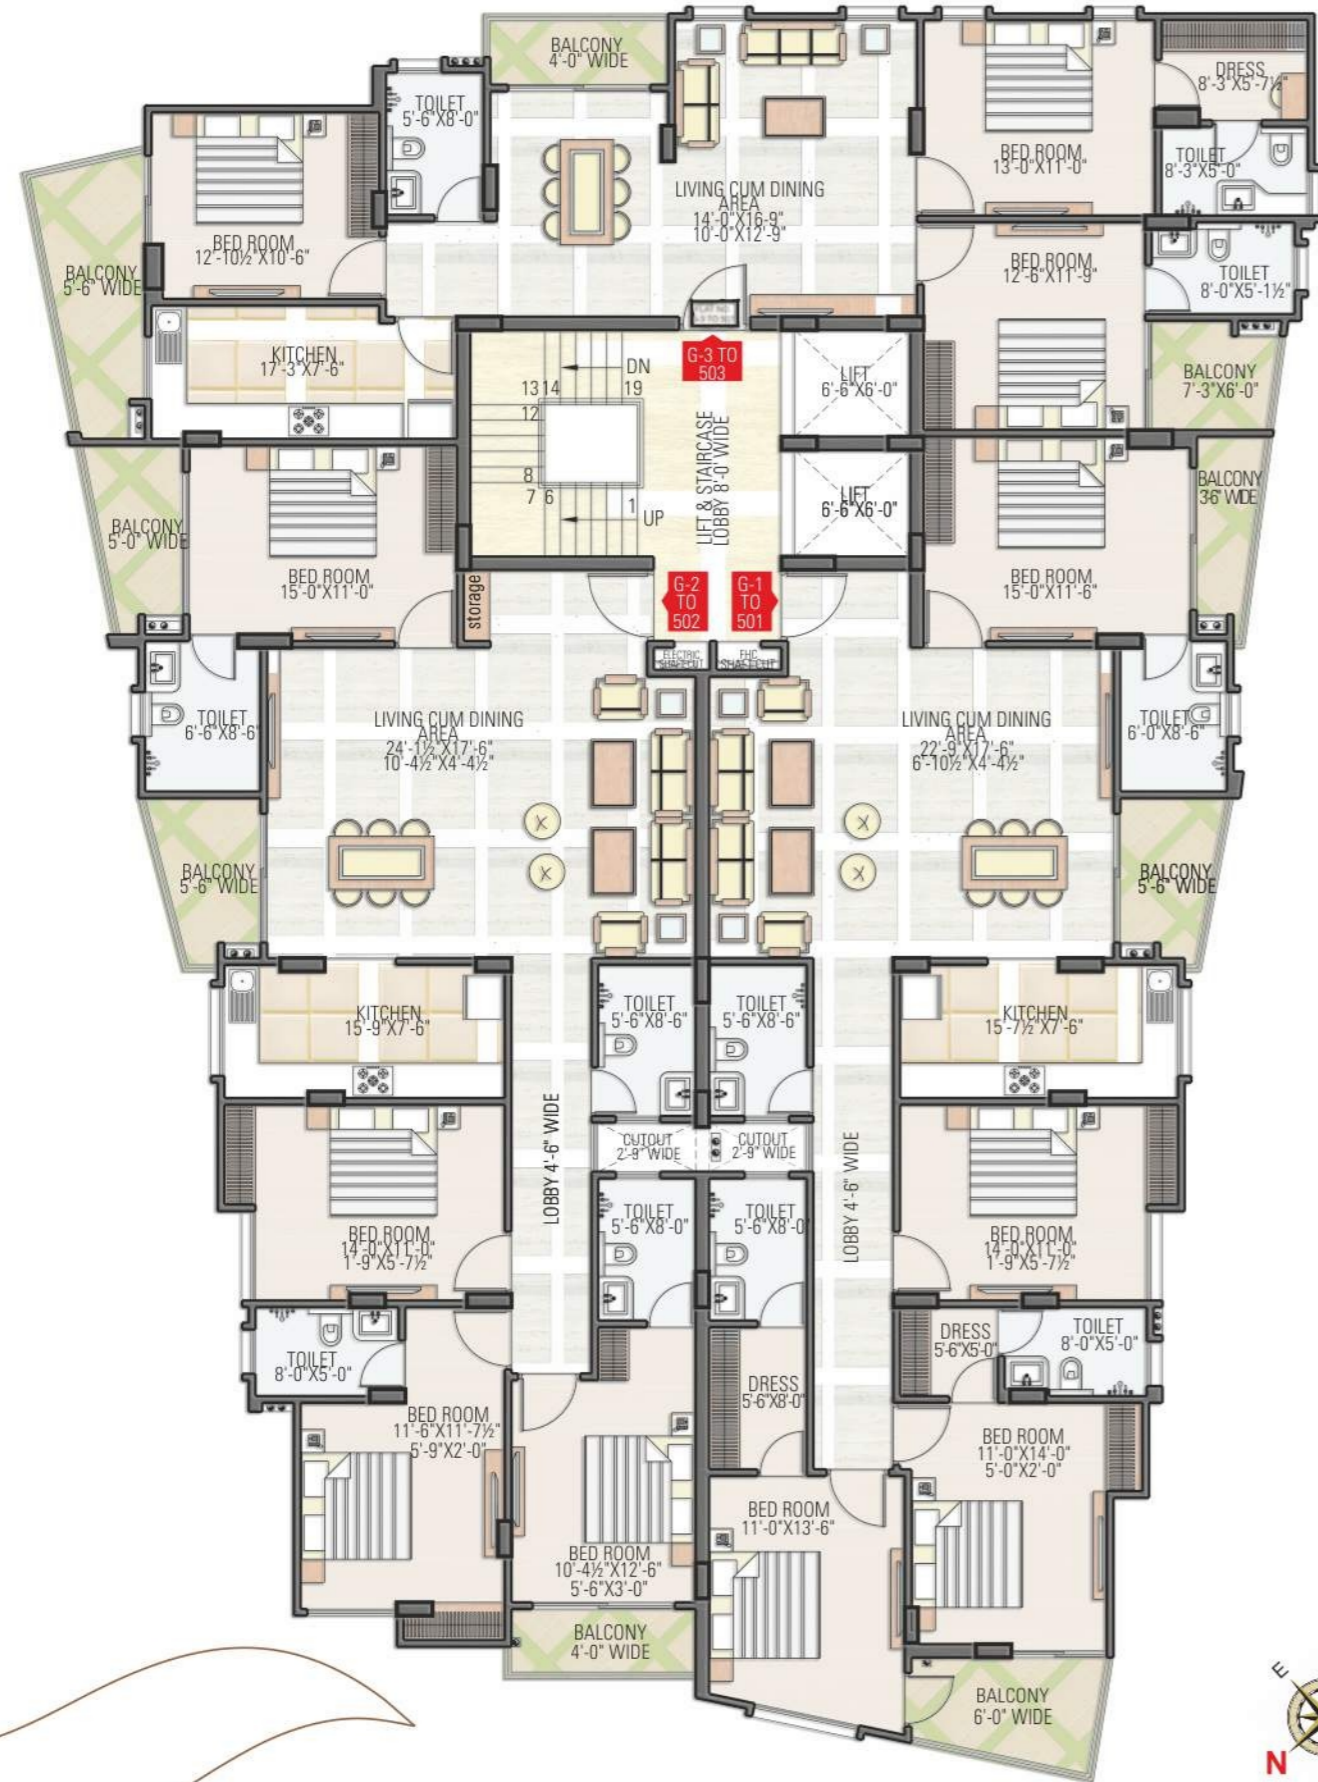 BALCONY
4'-0" WIDE
TOILET
5'-6"X8'-0"
DRESS
8'-3"X5'-7½"
BED ROOM
13'-0"X11'-0"
TOILET
8'-3"X5'-0"
LIVING CUM DINING
AREA
14'-0"X16'-9"
10'-0"X12'-9"
BED ROOM
12'-10½"X10'-6"
BALCONY
5'-6" WIDE
BED ROOM
12'-6"X11'-9"
TOILET
8'-0"X5'-1½"
KITCHEN
17'-3"X7'-6"
DN
13 14
19
12
8
7 6
1
UP
G-3 TO
503
LIFT & STAIRCASE
LOBBY 8'-0" WIDE
LIFT
6'-6"X6'-0"
BALCONY
7'-3"X6'-0"
LIFT
6'-6"X6'-0"
BALCONY
3'6" WIDE
BALCONY
5'-0" WIDE
BED ROOM
15'-0"X11'-0"
storage
G-2
TO
502
G-1
TO
501
BED ROOM
15'-0"X11'-6"
ELECTRIC
SHAFT CUT
FHC
SHAFT CUT
TOILET
6'-6"X8'-6"
LIVING CUM DINING
AREA
24'-1½"X17'-6"
10'-4½"X4'-4½"
LIVING CUM DINING
AREA
22'-9"X17'-6"
6'-10½"X4'-4½"
TOILET
6'-0"X8'-6"
BALCONY
5'-6" WIDE
BALCONY
5'-6" WIDE
KITCHEN
15'-9"X7'-6"
TOILET
5'-6"X8'-6"
TOILET
5'-6"X8'-6"
KITCHEN
15'-7½"X7'-6"
LOBBY 4'-6" WIDE
CUTOUT
2'-9" WIDE
CUTOUT
2'-9" WIDE
LOBBY 4'-6" WIDE
BED ROOM
14'-0"X11'-0"
1'-9"X5'-7½"
TOILET
5'-6"X8'-0"
TOILET
5'-6"X8'-0"
BED ROOM
14'-0"X11'-0"
1'-9"X5'-7½"
TOILET
8'-0"X5'-0"
DRESS
5'-6"X5'-0"
TOILET
8'-0"X5'-0"
DRESS
5'-6"X8'-0"
BED ROOM
11'-6"X11'-7½"
5'-9"X2'-0"
BED ROOM
11'-0"X14'-0"
5'-0"X2'-0"
BED ROOM
11'-0"X13'-6"
BED ROOM
10'-4½"X12'-6"
5'-6"X3'-0"
BALCONY
4'-0" WIDE
BALCONY
6'-0" WIDE
E
N